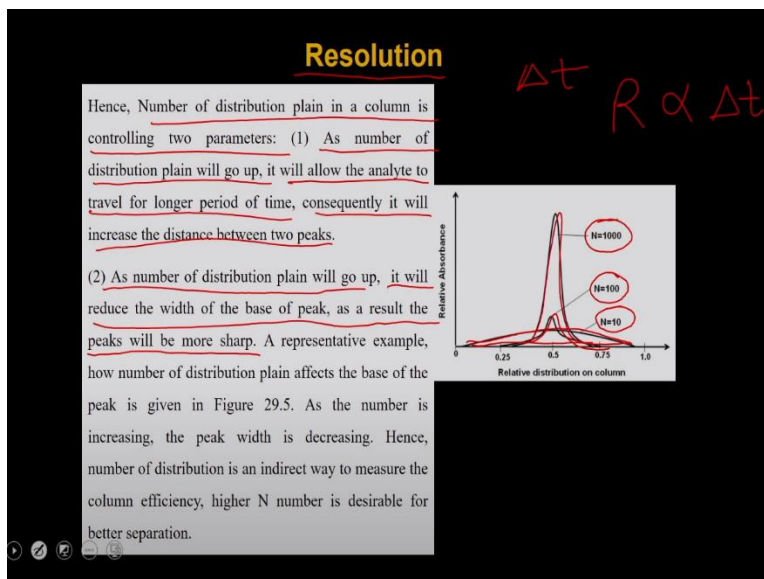 Resolution
Δt
R ∝ Δt
Hence, Number of distribution plain in a column is
controlling two parameters: (1) As number of
distribution plain will go up, it will allow the analyte to
travel for longer period of time, consequently it will
increase the distance between two peaks.
(2) As number of distribution plain will go up, it will
reduce the width of the base of peak, as a result the
peaks will be more sharp. A representative example,
how number of distribution plain affects the base of the
peak is given in Figure 29.5. As the number is
increasing, the peak width is decreasing. Hence,
number of distribution is an indirect way to measure the
column efficiency, higher N number is desirable for
better separation.
Relative Absorbance
N=1000
N=100
N=10
0 0.25 0.5 0.75 1.0
Relative distribution on column